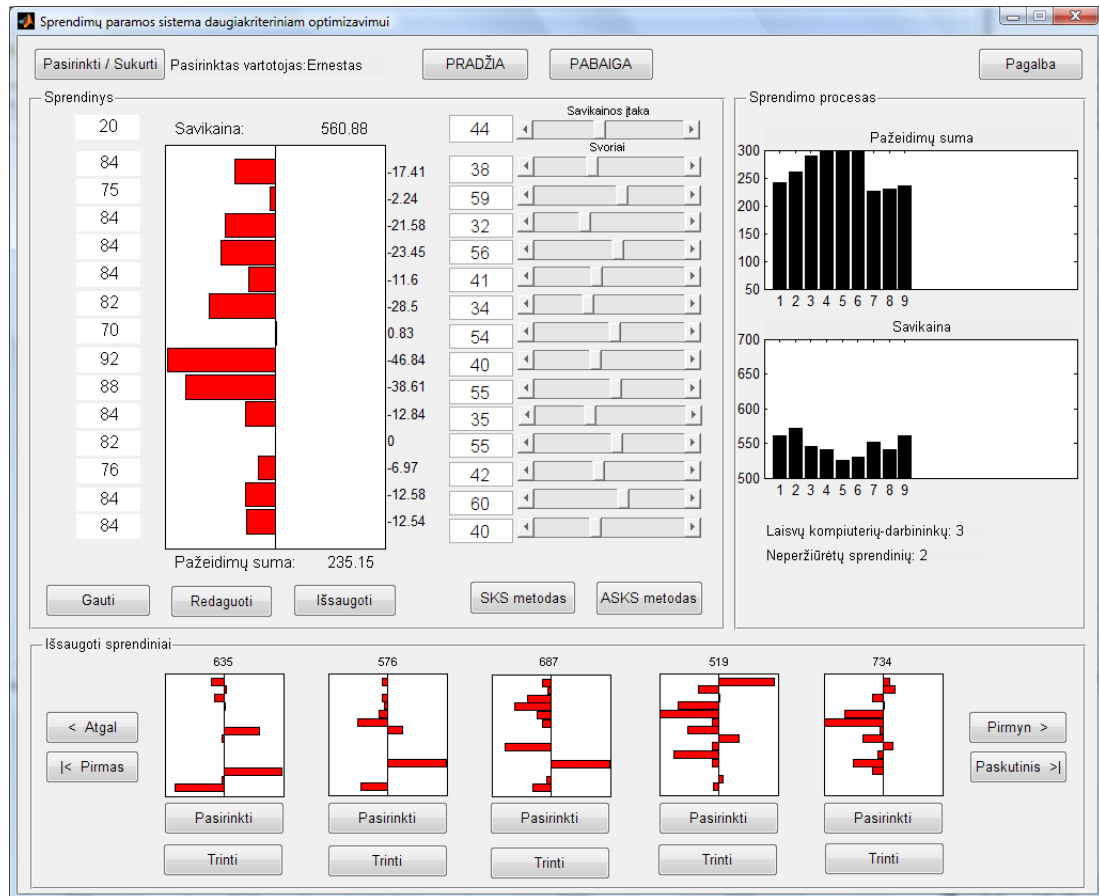 Sprendimų paramos sistema daugiakriteriniam optimizavimui
Pasirinkti / Sukurti Pasirinktas vartotojas:Ernestas PRADŽIA PABAIGA Pagalba
Sprendinys
20 Savikaina: 560.88
84
75
84
84
84
82
70
92
88
84
82
76
84
84
-17.41
-2.24
-21.58
-23.45
-11.6
-28.5
0.83
-46.84
-38.61
-12.84
0
-6.97
-12.58
-12.54
Pažeidimų suma: 235.15
Savikainos įtaka
44
Svoriai
38
59
32
56
41
34
54
40
55
35
55
42
60
40
Gauti Redaguoti Išsaugoti SKS metodas ASKS metodas
Sprendimo procesas
Pažeidimų suma
300
250
200
150
100
50
1 2 3 4 5 6 7 8 9
Savikaina
700
650
600
550
500
1 2 3 4 5 6 7 8 9
Laisvų kompiuterių-darbininkų: 3
Neperžiūrėtų sprendinių: 2
Išsaugoti sprendiniai
635 576 687 519 734
< Atgal
|< Pirmas
Pirmyn >
Paskutinis >|
Pasirinkti Pasirinkti Pasirinkti Pasirinkti Pasirinkti
Trinti Trinti Trinti Trinti Trinti